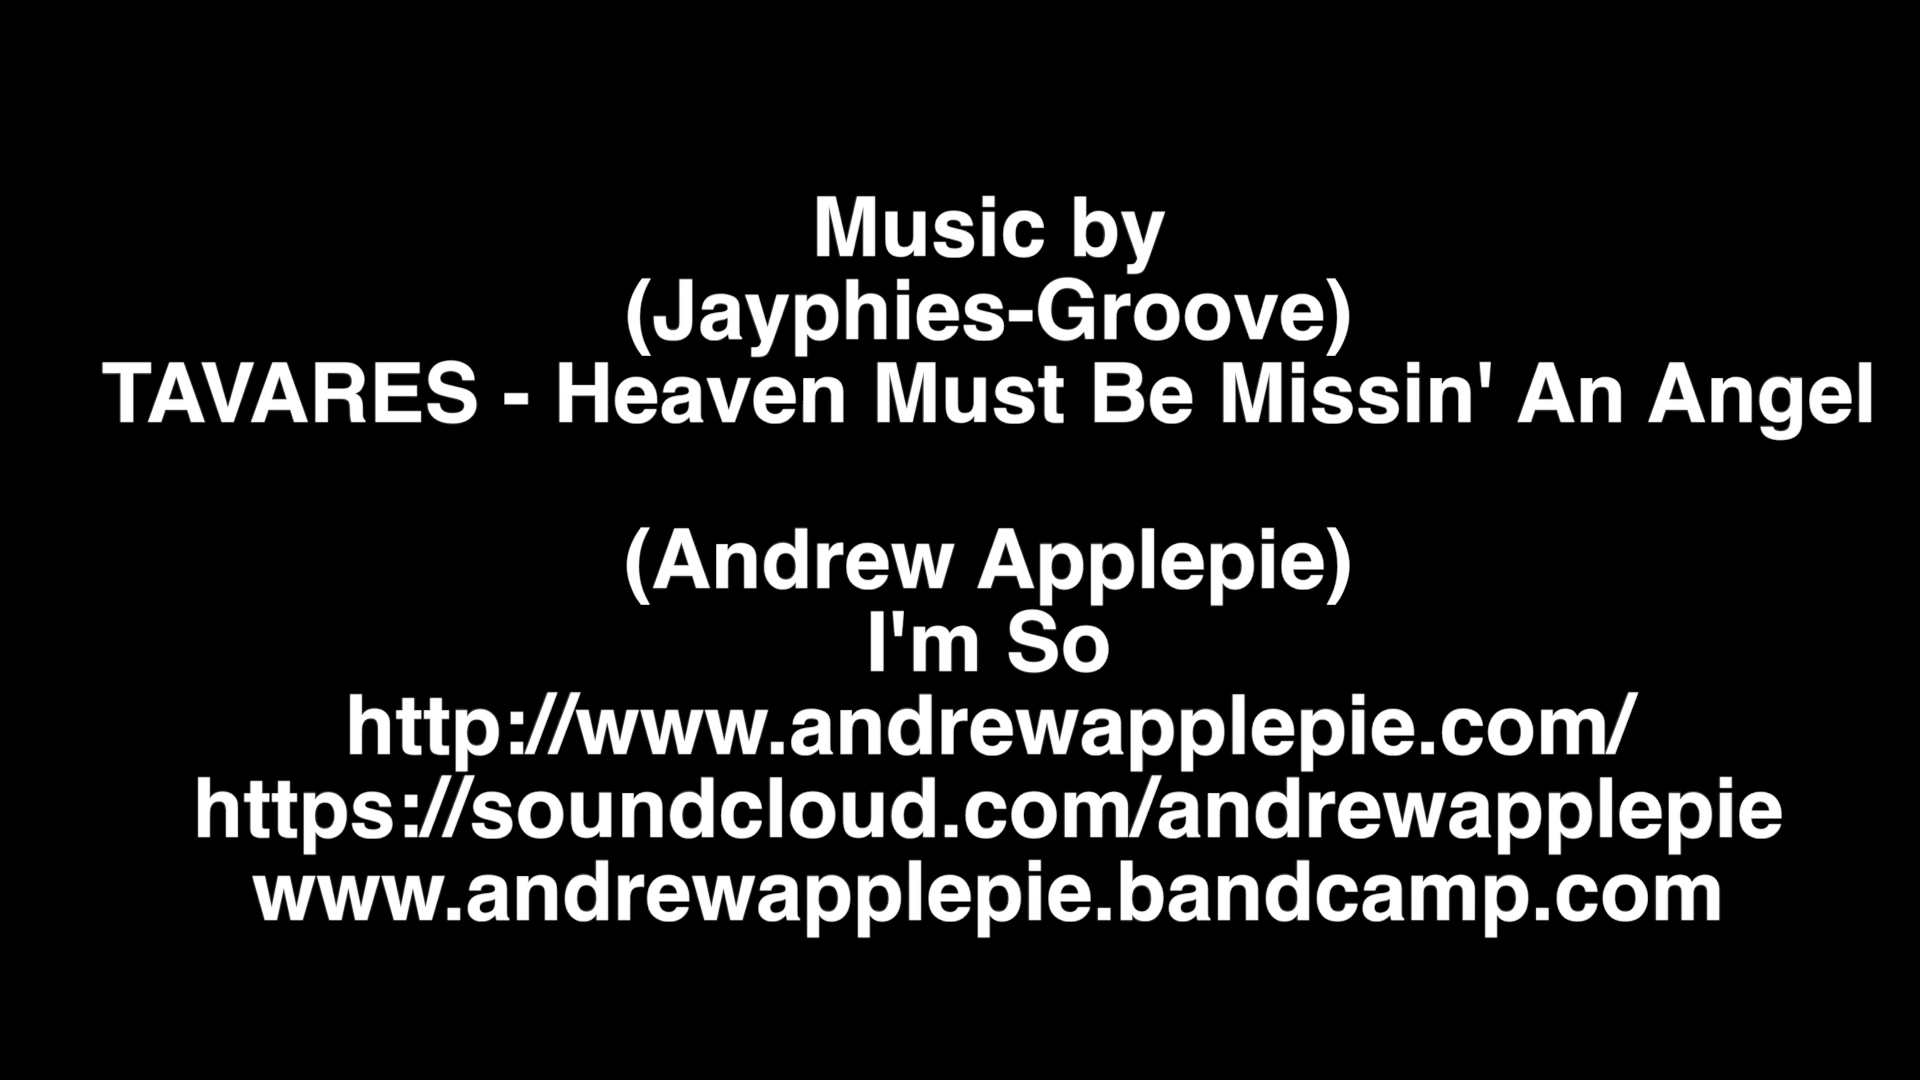 Music by
(Jayphies-Groove)
TAVARES - Heaven Must Be Missin' An Angel
(Andrew Applepie)
I'm So
http://www.andrewapplepie.com/
https://soundcloud.com/andrewapplepie
www.andrewapplepie.bandcamp.com